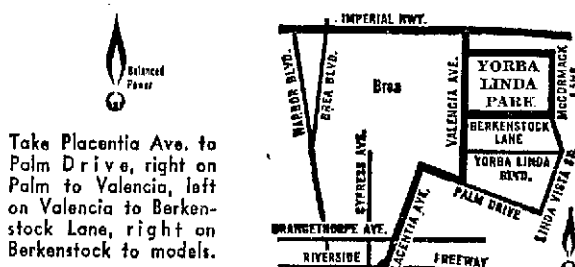 Balanced
Power
Take Placentia Ave. to
Palm Drive, right on
Palm to Valencia, left
on Valencia to Berken-
stock Lane, right on
Berkenstock to models.
IMPERIAL HWY.
HARBOR BLVD.
BREA BLVD.
Brea
VALENCIA AVE.
YORBA
LINDA
PARK
McCORMACK
LANE
BERKENSTOCK
LANE
YORBA LINDA
BLVD.
CYPRESS AVE.
PALM DRIVE
LINDA VISTA
ORANGETHORPE AVE.
PLACENTIA AVE.
RIVERSIDE
FREEWAY